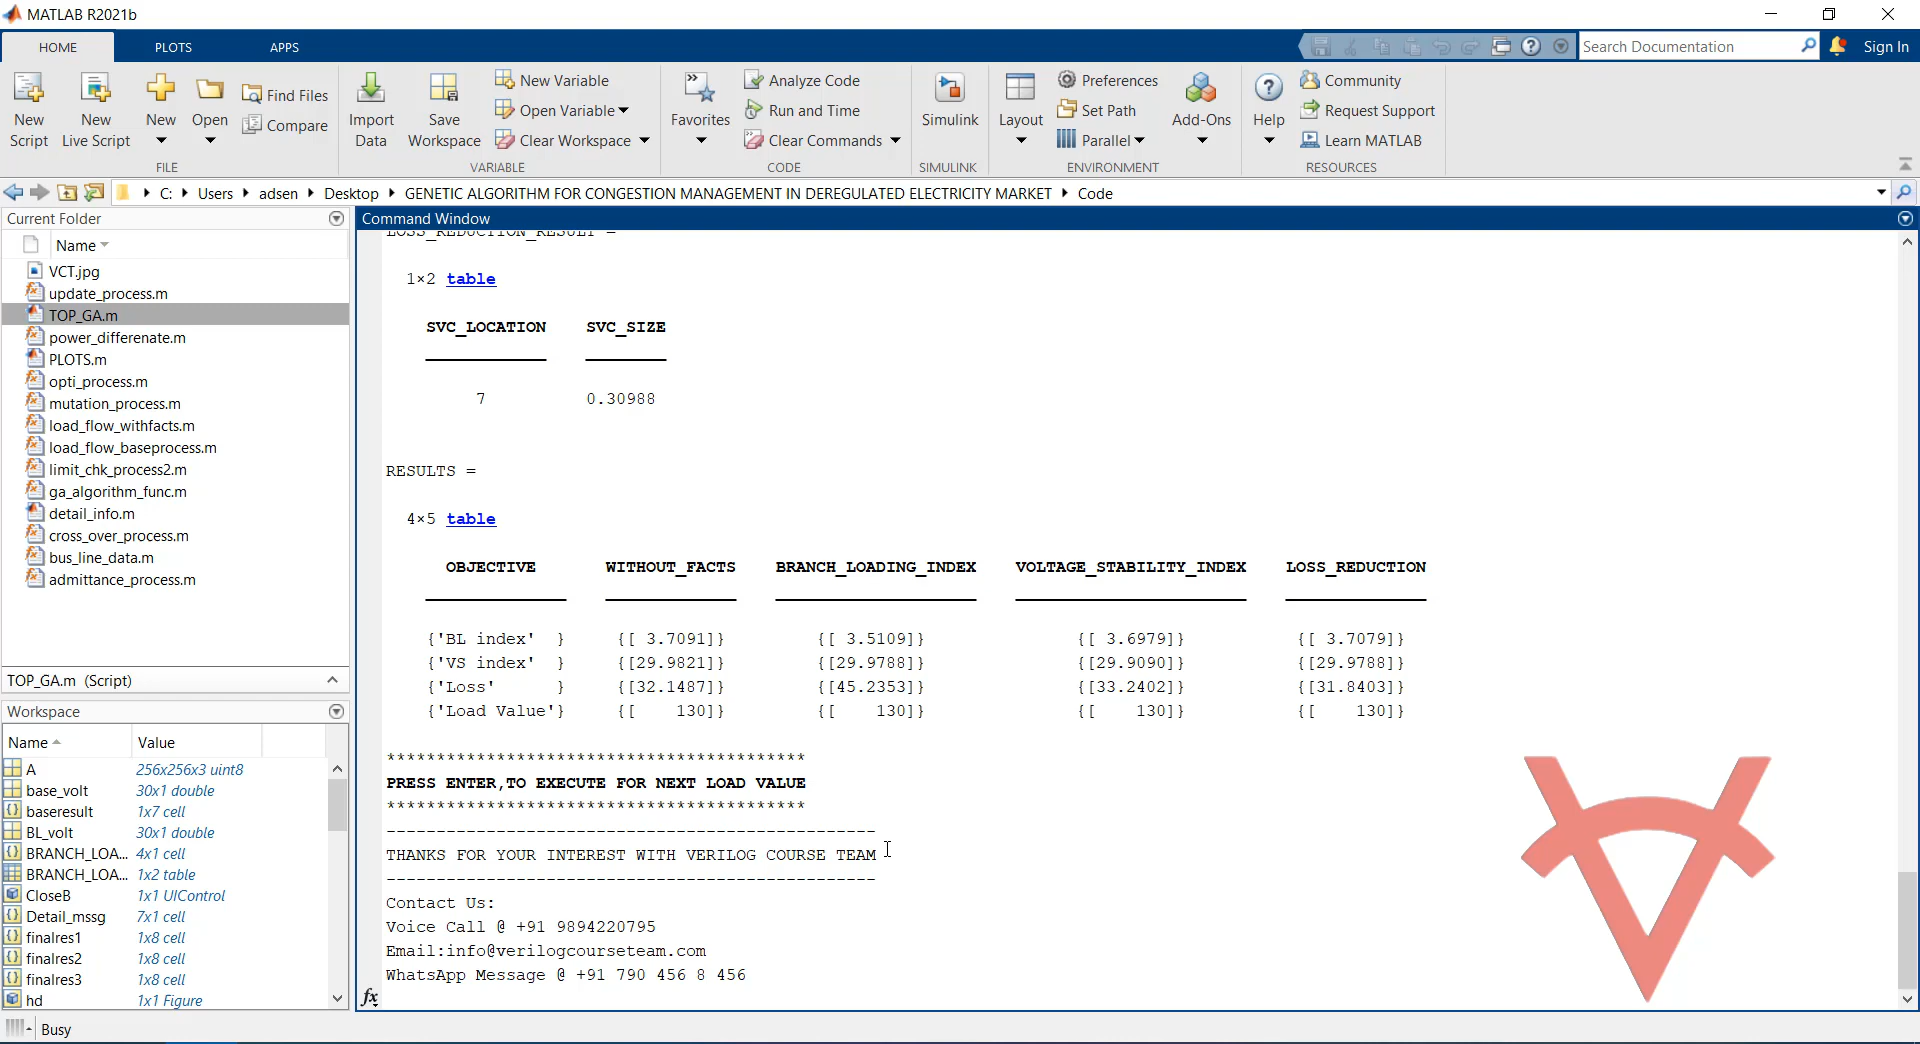 MATLAB R2021b
HOME PLOTS APPS
Search Documentation
Sign In
New Script
New Live Script
New
Open
Find Files
Compare
FILE
Import Data
Save Workspace
New Variable
Open Variable
Clear Workspace
VARIABLE
Favorites
Analyze Code
Run and Time
Clear Commands
CODE
Simulink
SIMULINK
Layout
Preferences
Set Path
Parallel
Add-Ons
ENVIRONMENT
Help
Community
Request Support
Learn MATLAB
RESOURCES
C: Users adsen Desktop GENETIC ALGORITHM FOR CONGESTION MANAGEMENT IN DEREGULATED ELECTRICITY MARKET Code
Current Folder
Name
VCT.jpg
update_process.m
TOP_GA.m
power_differenate.m
PLOTS.m
opti_process.m
mutation_process.m
load_flow_withfacts.m
load_flow_baseprocess.m
limit_chk_process2.m
ga_algorithm_func.m
detail_info.m
cross_over_process.m
bus_line_data.m
admittance_process.m
TOP_GA.m (Script)
Workspace
Name Value
A 256x256x3 uint8
base_volt 30x1 double
baseresult 1x7 cell
BL_volt 30x1 double
BRANCH_LOA... 4x1 cell
BRANCH_LOA... 1x2 table
CloseB 1x1 UIControl
Detail_mssg 7x1 cell
finalres1 1x8 cell
finalres2 1x8 cell
finalres3 1x8 cell
hd 1x1 Figure
Busy
Command Window
LOSS_REDUCTION_RESULT =
1×2 table
SVC_LOCATION SVC_SIZE
7 0.30988
RESULTS =
4×5 table
OBJECTIVE WITHOUT_FACTS BRANCH_LOADING_INDEX VOLTAGE_STABILITY_INDEX LOSS_REDUCTION
{'BL index' } {[ 3.7091]} {[ 3.5109]} {[ 3.6979]} {[ 3.7079]}
{'VS index' } {[29.9821]} {[29.9788]} {[29.9090]} {[29.9788]}
{'Loss' } {[32.1487]} {[45.2353]} {[33.2402]} {[31.8403]}
{'Load Value'} {[ 130]} {[ 130]} {[ 130]} {[ 130]}
******************************************
PRESS ENTER,TO EXECUTE FOR NEXT LOAD VALUE
******************************************
-------------------------------------------------
THANKS FOR YOUR INTEREST WITH VERILOG COURSE TEAM
-------------------------------------------------
Contact Us:
Voice Call @ +91 9894220795
Email:info@verilogcourseteam.com
WhatsApp Message @ +91 790 456 8 456
fx